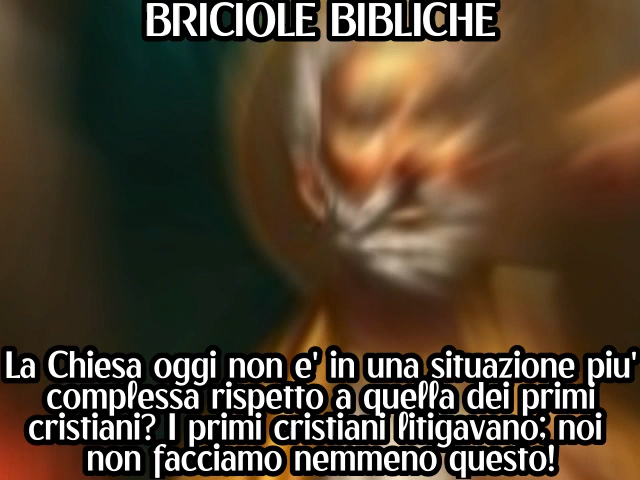 BRICIOLE BIBLICHE
La Chiesa oggi non e' in una situazione piu'
complessa rispetto a quella dei primi
cristiani? I primi cristiani litigavano; noi
non facciamo nemmeno questo!